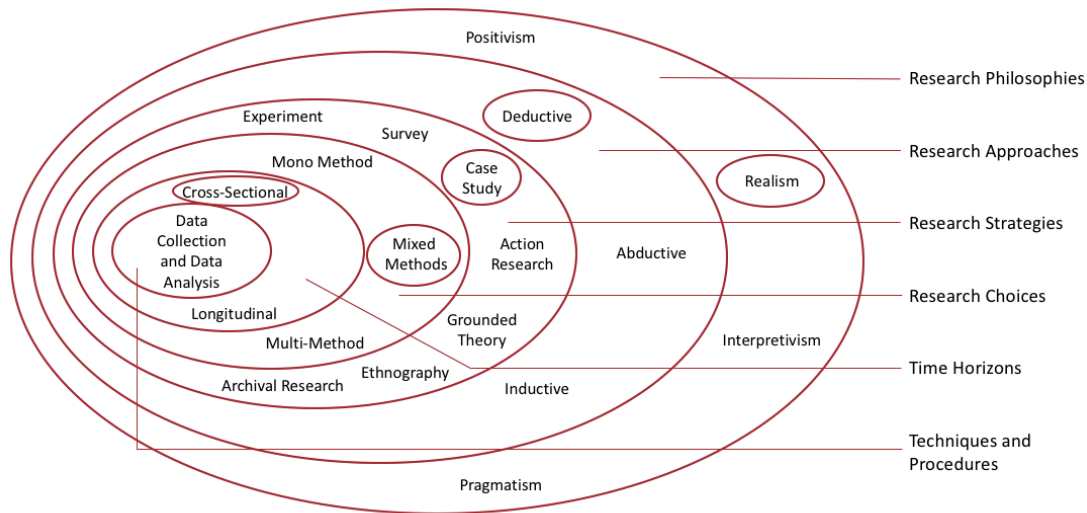 Positivism
Research Philosophies
Deductive
Experiment
Survey
Research Approaches
Mono Method
Case
Study
Realism
Cross-Sectional
Data
Collection
and Data
Analysis
Research Strategies
Mixed
Methods
Action
Research
Abductive
Research Choices
Longitudinal
Grounded
Theory
Multi-Method
Interpretivism
Ethnography
Time Horizons
Archival Research
Inductive
Techniques and
Procedures
Pragmatism